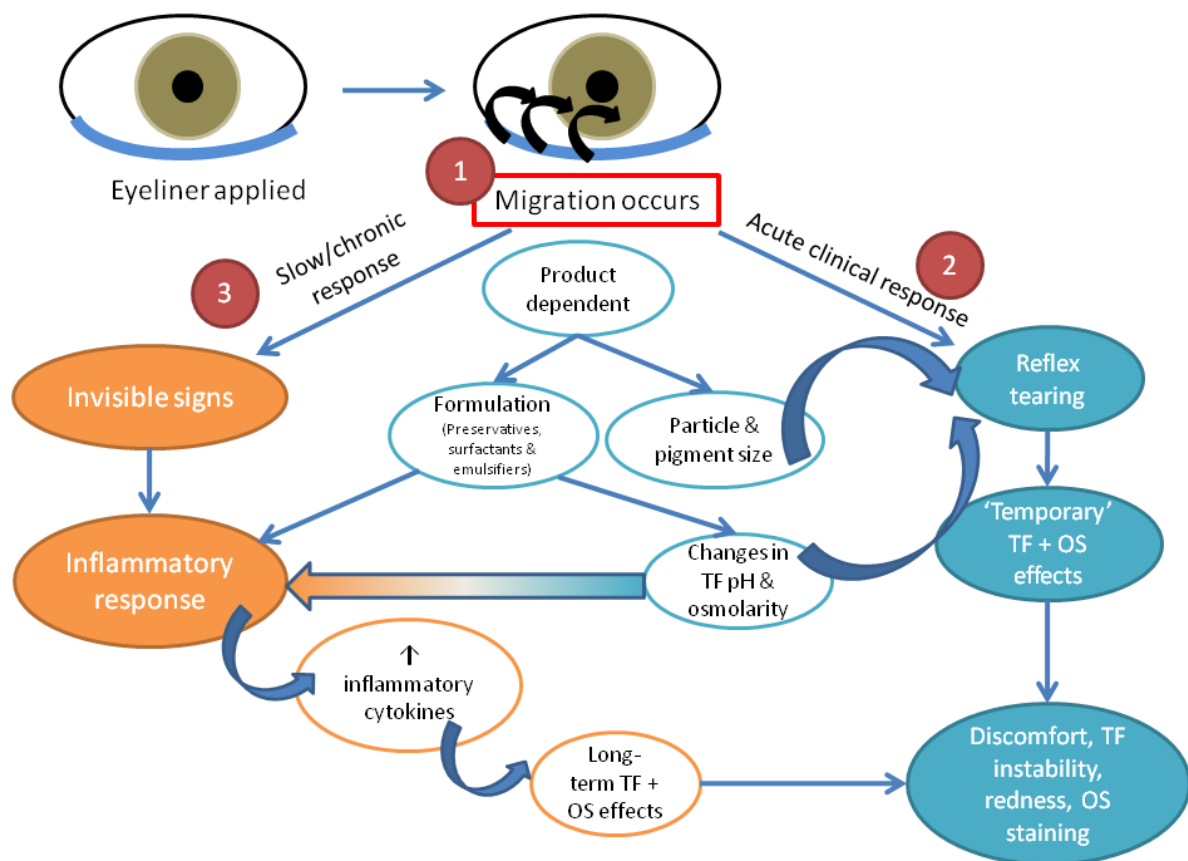 Eyeliner applied
1
Migration occurs
Slow/chronic
response
3
Acute clinical response
2
Product
dependent
Invisible signs
Formulation
(Preservatives,
surfactants &
emulsifiers)
Particle &
pigment size
Reflex
tearing
Inflammatory
response
Changes in
TF pH &
osmolarity
'Temporary'
TF + OS
effects
↑
inflammatory
cytokines
Long-
term TF +
OS effects
Discomfort, TF
instability,
redness, OS
staining